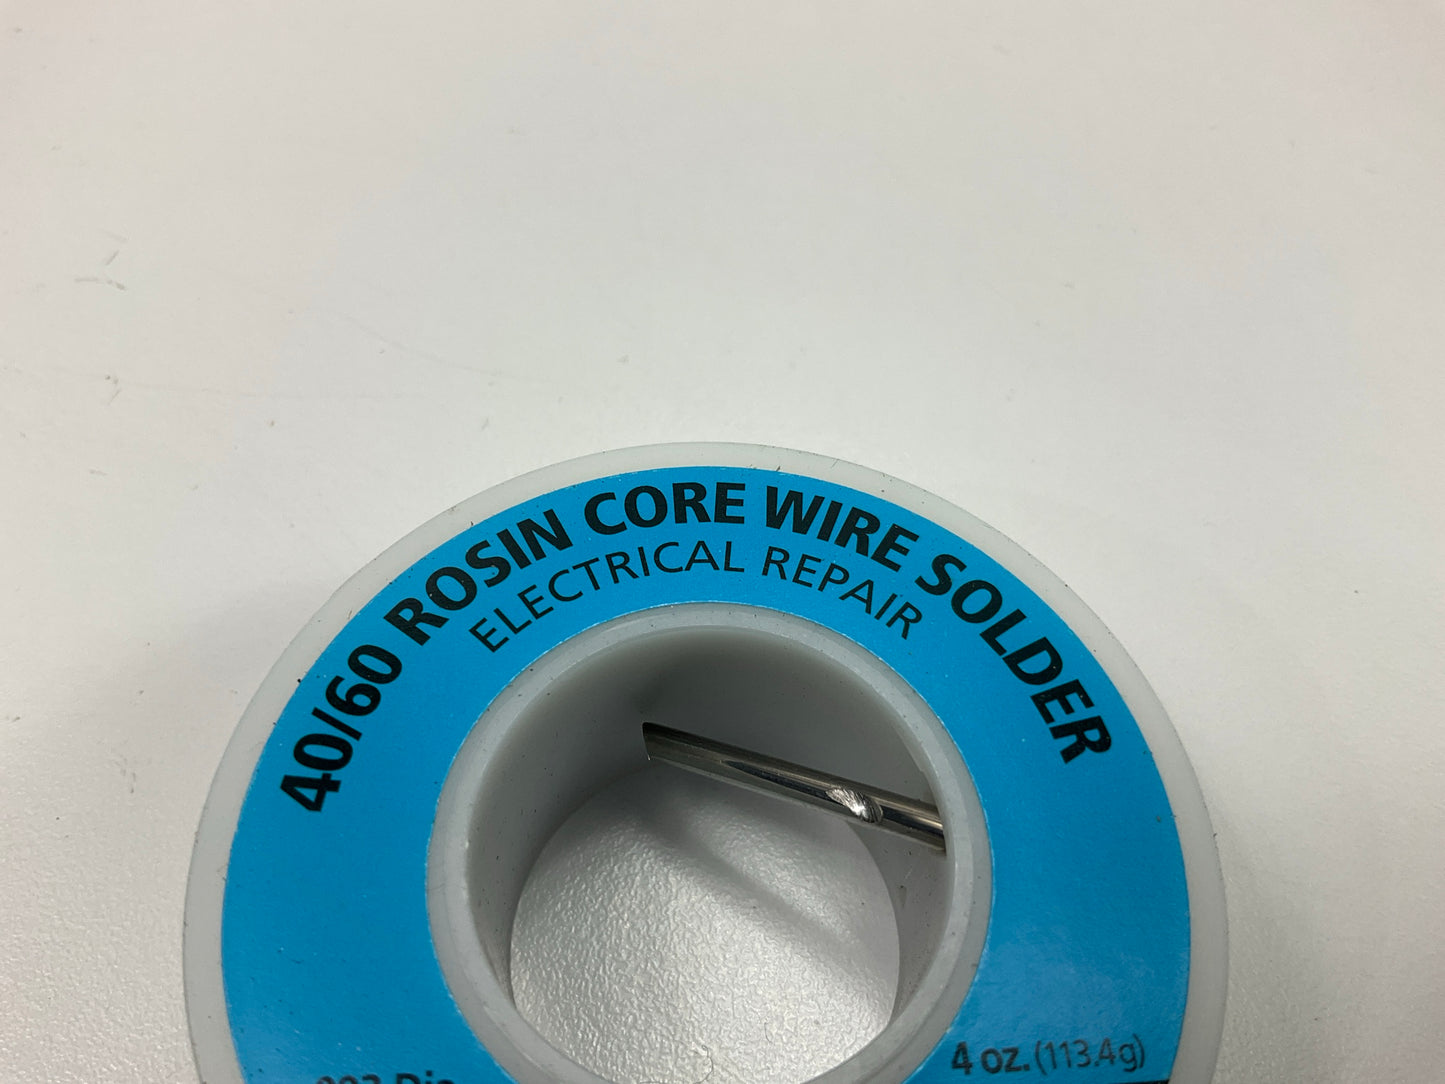 40/60 ROSIN CORE WIRE SOLDER
ELECTRICAL REPAIR
4 oz. (113.4g)